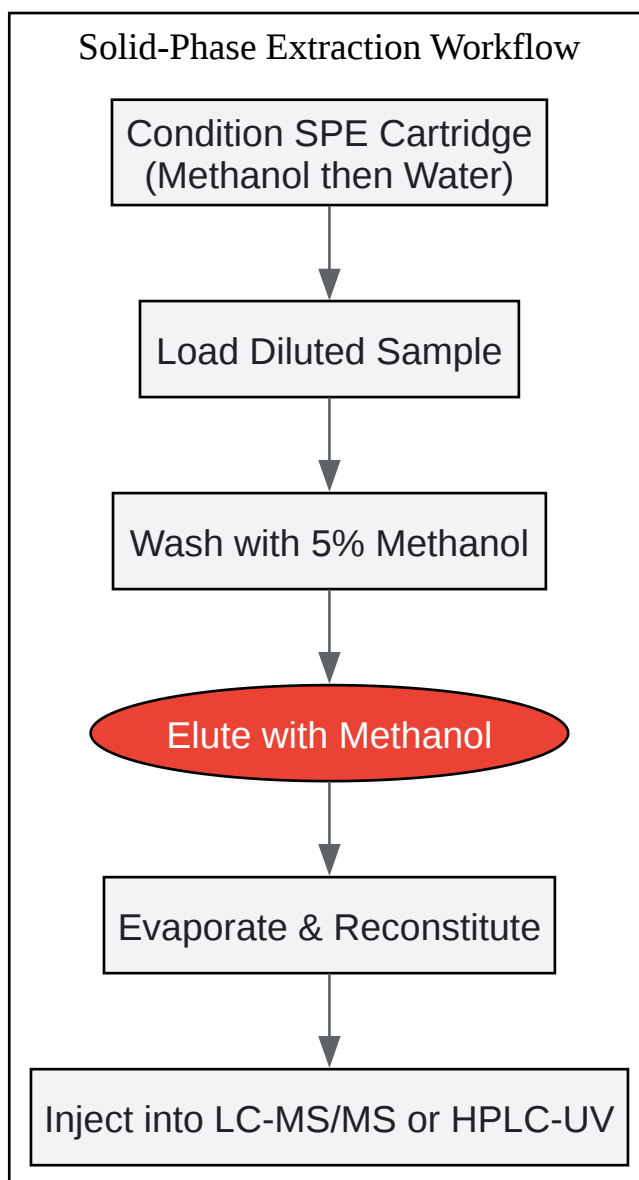 Solid-Phase Extraction Workflow
Condition SPE Cartridge
(Methanol then Water)
Load Diluted Sample
Wash with 5% Methanol
Elute with Methanol
Evaporate & Reconstitute
Inject into LC-MS/MS or HPLC-UV